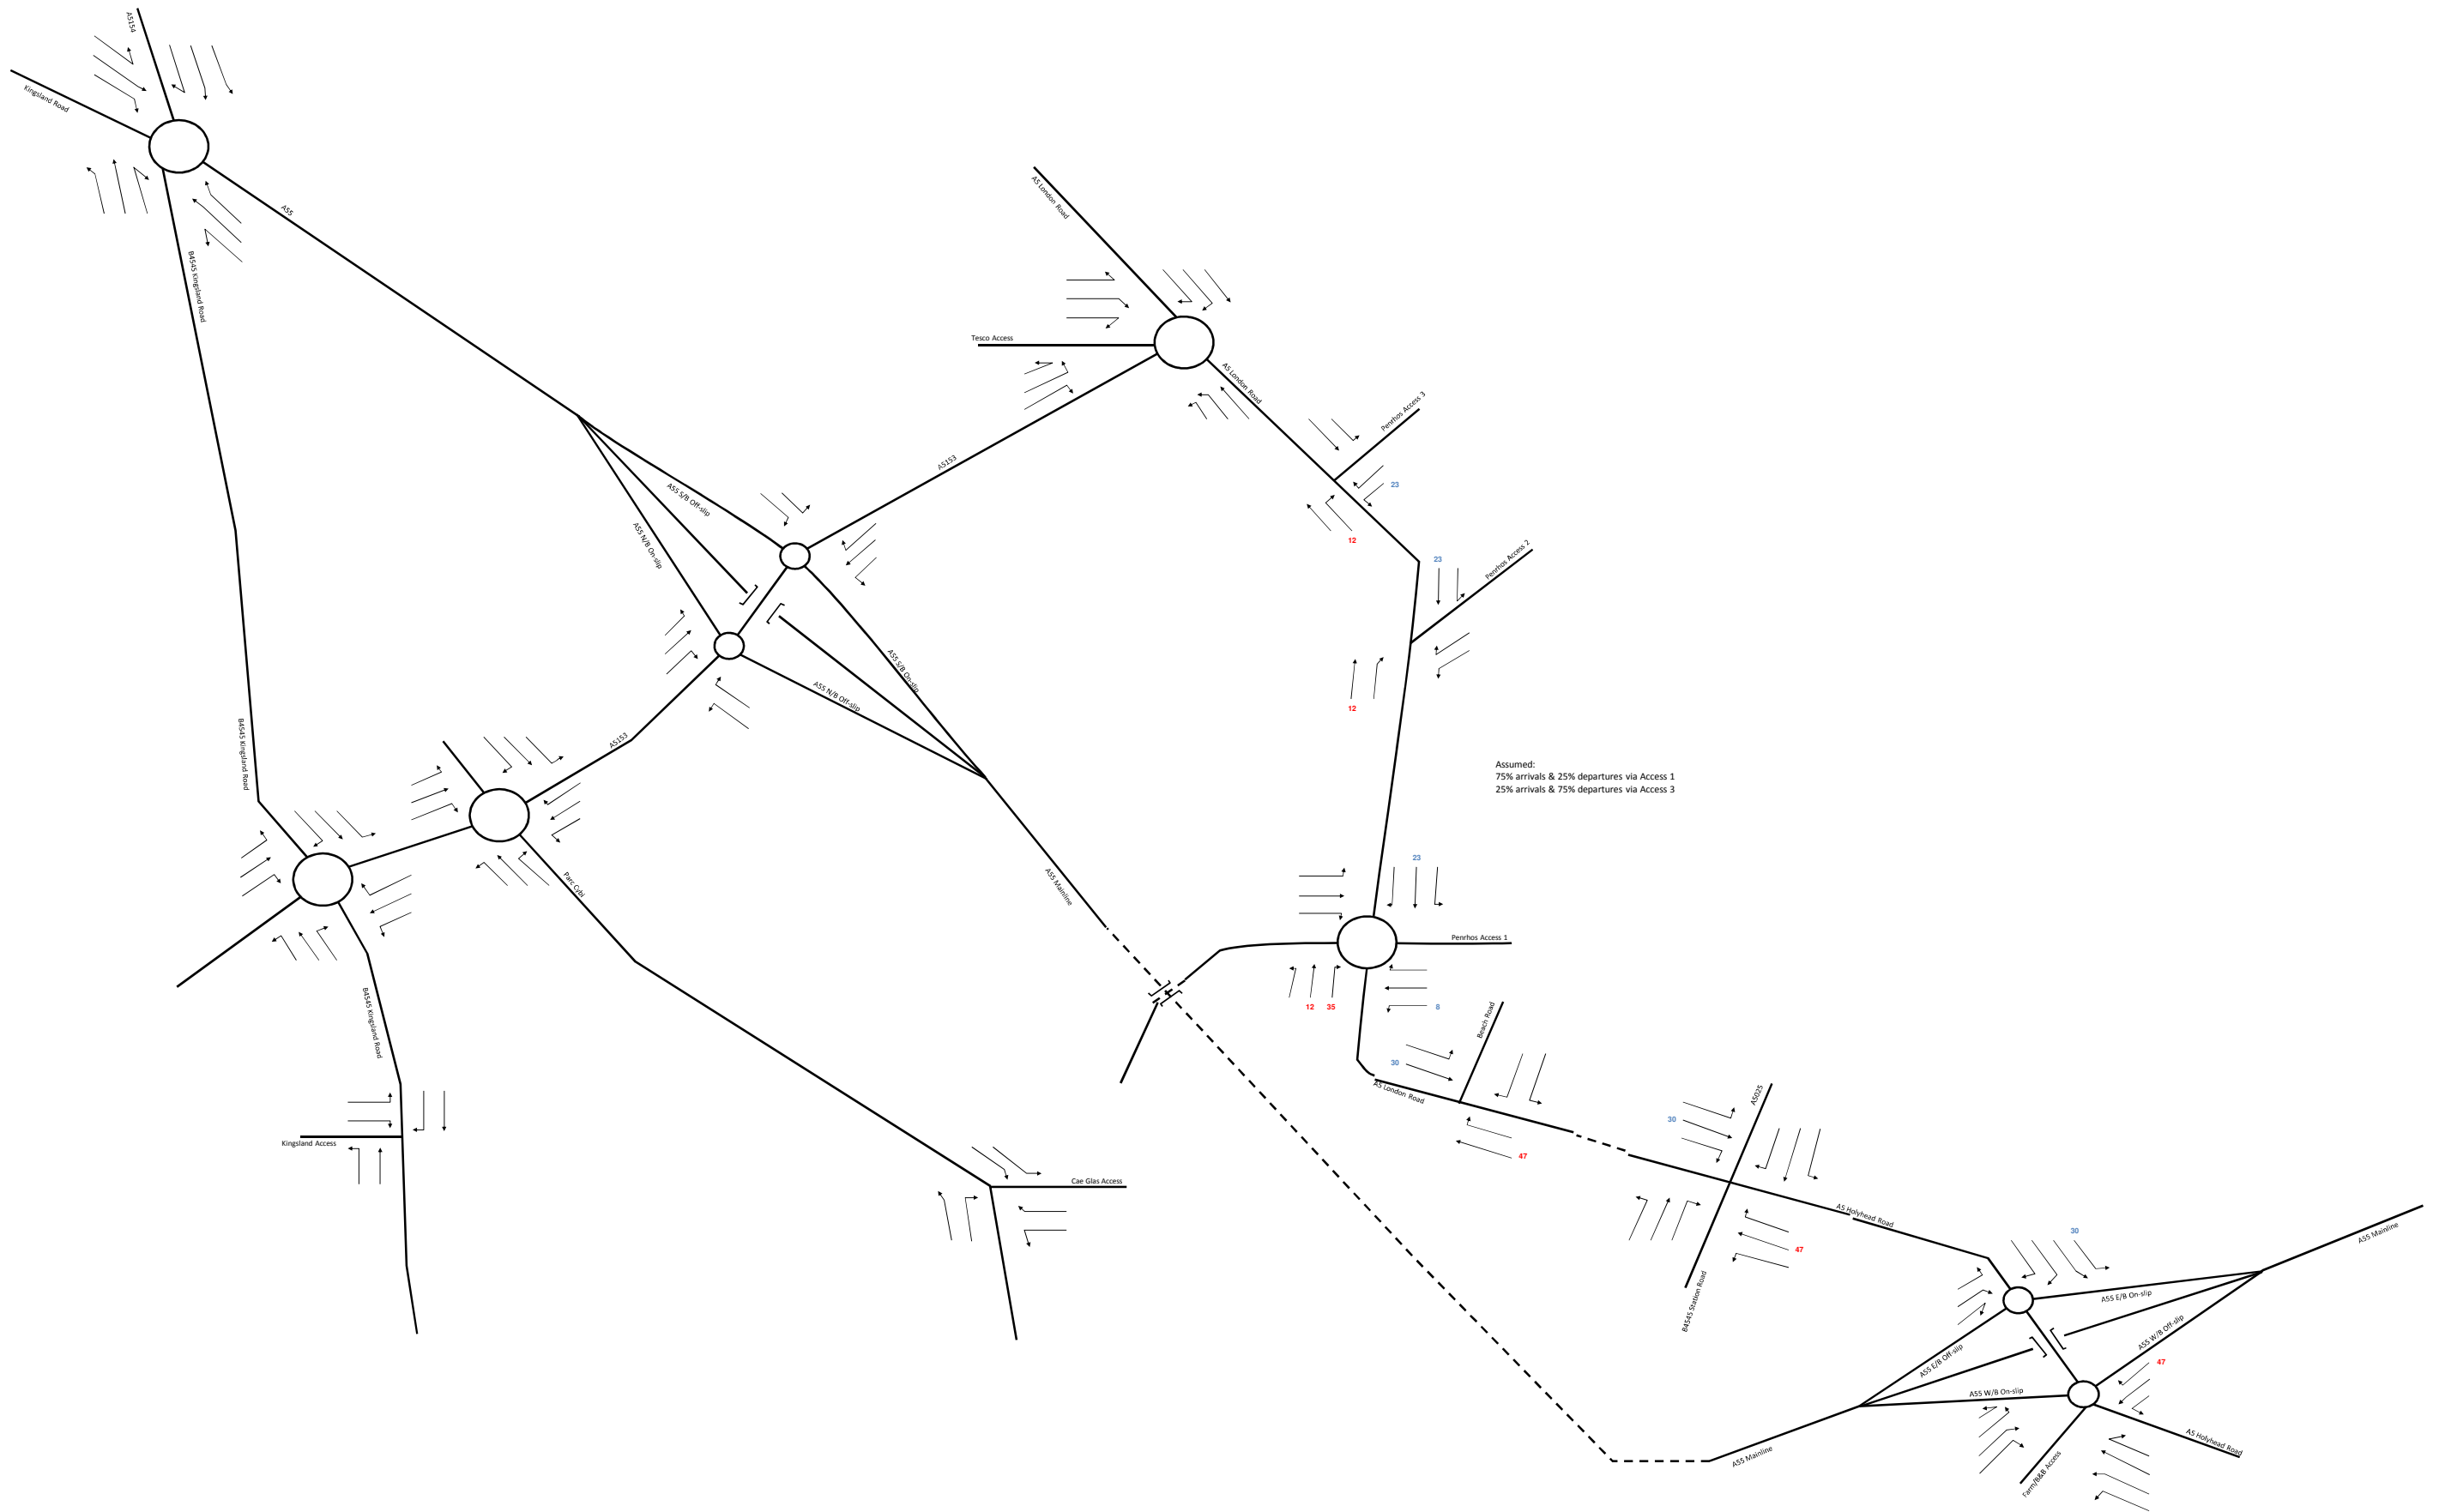 A5154
Kingsland Road
A55
B4545 Kingsland Road
A5 London Road
Tesco Access
A5 London Road
Penrhos Access 3
23
12
A5153
A55 S/B Off-slip
A55 N/B On-slip
23
Penrhos Access 2
12
A55 S/B On-slip
A55 N/B Off-slip
B4545 Kingsland Road
A5153
Assumed:
75% arrivals & 25% departures via Access 1
25% arrivals & 75% departures via Access 3
Parc Cybi
A55 Mainline
23
Penrhos Access 1
12
35
8
B4545 Kingsland Road
Beach Road
30
A5 London Road
47
A5025
30
Kingsland Access
Cae Glas Access
A5 Holyhead Road
47
B4545 Station Road
30
A55 Mainline
A55 E/B On-slip
A55 W/B Off-slip
A55 E/B Off-slip
47
A55 W/B On-slip
A55 Mainline
A5 Holyhead Road
Farm/B&B Access